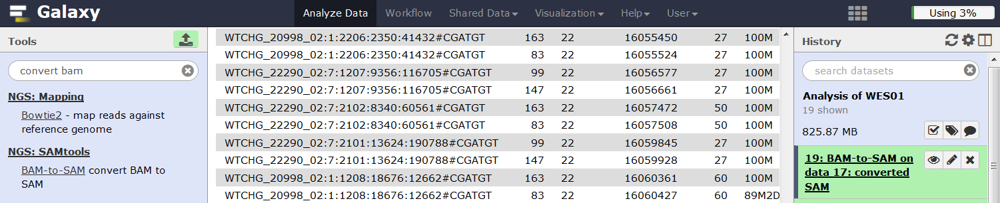 Galaxy
Analyze Data Workflow Shared Data Visualization Help User
Using 3%
Tools
convert bam
NGS: Mapping
Bowtie2 - map reads against
reference genome
NGS: SAMtools
BAM-to-SAM convert BAM to
SAM
WTCHG_20998_02:1:2206:2350:41432#CGATGT 163 22 16055450 27 100M
WTCHG_20998_02:1:2206:2350:41432#CGATGT 83 22 16055524 27 100M
WTCHG_22290_02:7:1207:9356:116705#CGATGT 99 22 16056577 27 100M
WTCHG_22290_02:7:1207:9356:116705#CGATGT 147 22 16056661 27 100M
WTCHG_22290_02:7:2102:8340:60561#CGATGT 163 22 16057472 50 100M
WTCHG_22290_02:7:2102:8340:60561#CGATGT 83 22 16057508 50 100M
WTCHG_22290_02:7:2101:13624:190788#CGATGT 99 22 16059845 27 100M
WTCHG_22290_02:7:2101:13624:190788#CGATGT 147 22 16059928 27 100M
WTCHG_20998_02:1:1208:18676:12662#CGATGT 163 22 16060361 60 100M
WTCHG_20998_02:1:1208:18676:12662#CGATGT 83 22 16060427 60 89M2D
History
search datasets
Analysis of WES01
19 shown
825.87 MB
19: BAM-to-SAM on
data 17: converted
SAM